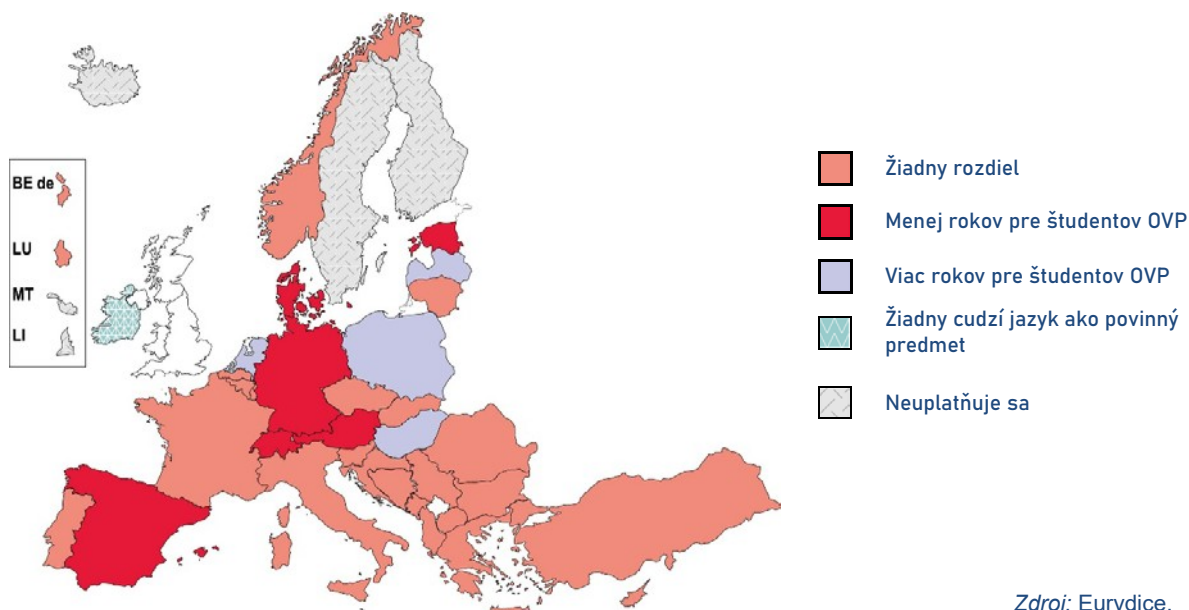 BE de
LU
MT
LI
Žiadny rozdiel
Menej rokov pre študentov OVP
Viac rokov pre študentov OVP
Žiadny cudzí jazyk ako povinný
predmet
Neuplatňuje sa
Zdroj: Eurydice.